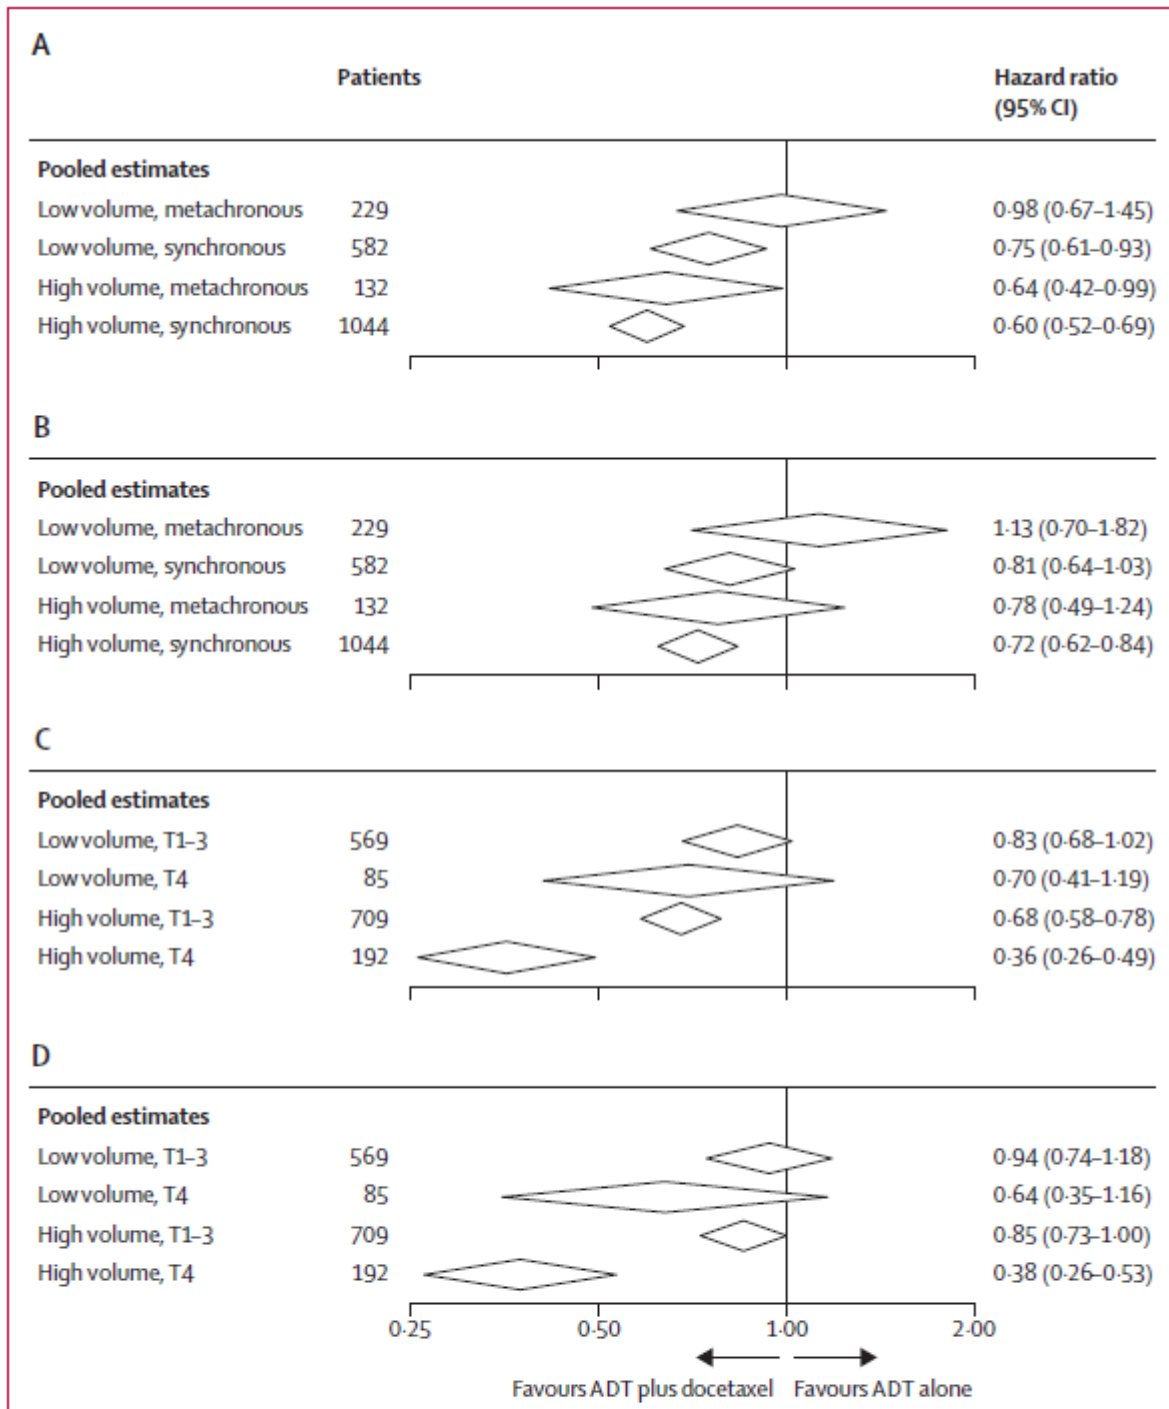 A
Patients Hazard ratio
(95% CI)
Pooled estimates
Low volume, metachronous 229 0·98 (0·67–1·45)
Low volume, synchronous 582 0·75 (0·61–0·93)
High volume, metachronous 132 0·64 (0·42–0·99)
High volume, synchronous 1044 0·60 (0·52–0·69)
B
Pooled estimates
Low volume, metachronous 229 1·13 (0·70–1·82)
Low volume, synchronous 582 0·81 (0·64–1·03)
High volume, metachronous 132 0·78 (0·49–1·24)
High volume, synchronous 1044 0·72 (0·62–0·84)
C
Pooled estimates
Low volume, T1–3 569 0·83 (0·68–1·02)
Low volume, T4 85 0·70 (0·41–1·19)
High volume, T1–3 709 0·68 (0·58–0·78)
High volume, T4 192 0·36 (0·26–0·49)
D
Pooled estimates
Low volume, T1–3 569 0·94 (0·74–1·18)
Low volume, T4 85 0·64 (0·35–1·16)
High volume, T1–3 709 0·85 (0·73–1·00)
High volume, T4 192 0·38 (0·26–0·53)
0·25 0·50 1·00 2·00
Favours ADT plus docetaxel Favours ADT alone